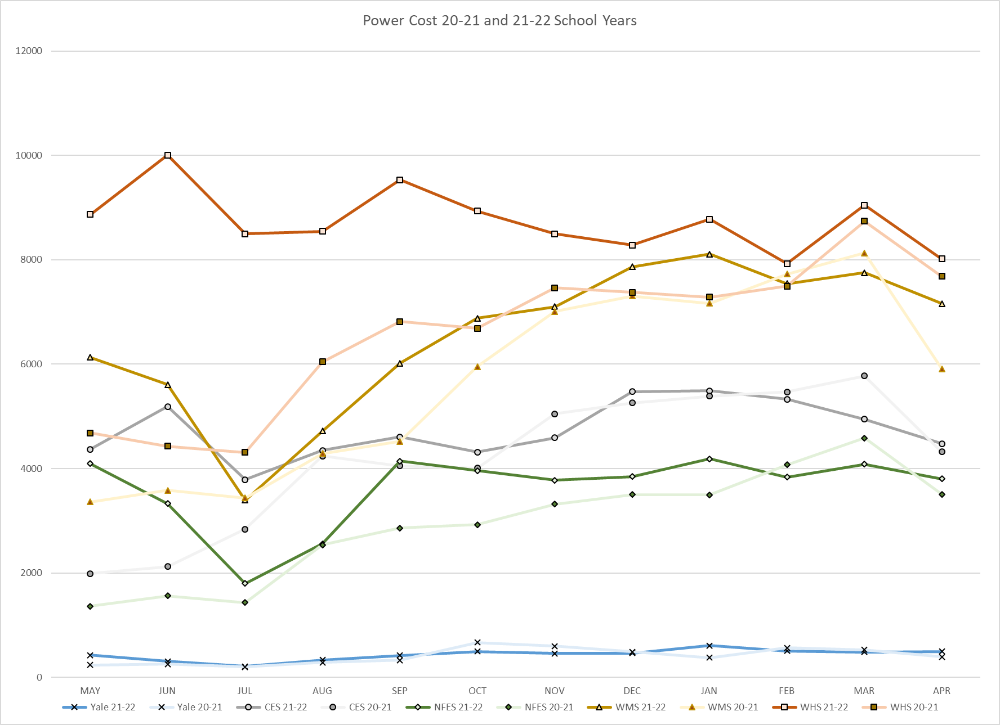 Power Cost 20-21 and 21-22 School Years
12000
10000
8000
6000
4000
2000
0
MAY JUN JUL AUG SEP OCT NOV DEC JAN FEB MAR APR
Yale 21-22 Yale 20-21 CES 21-22 CES 20-21 NFES 21-22 NFES 20-21 WMS 21-22 WMS 20-21 WHS 21-22 WHS 20-21